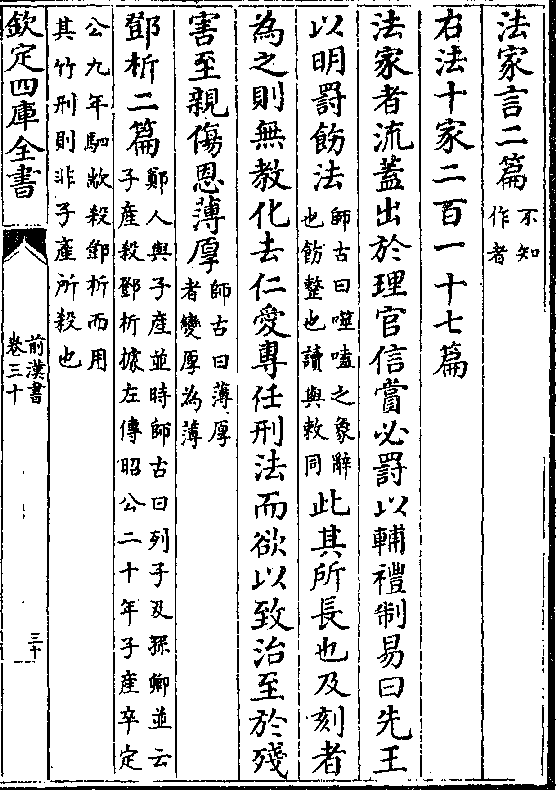 法家言二篇不知作者
右法十家二百一十七篇
法家者流蓋出於理官信賞必罰以輔禮制易曰先王
以明罰飭法師古曰噬嗑之象辭也飭整也讀與敕同此其所長也及刻者
為之則無教化去仁愛專任刑法而欲以致治至於殘
害至親傷恩薄厚師古曰薄厚者變厚為薄
鄧析二篇鄭人與子產並時師古曰列子及孫卿並云子產殺鄧析據左傳昭公二十年子產卒定
公九年駟歂殺鄧析而用其竹刑則非子產所殺也
欽定四庫全書
前漢書
卷三十
三十